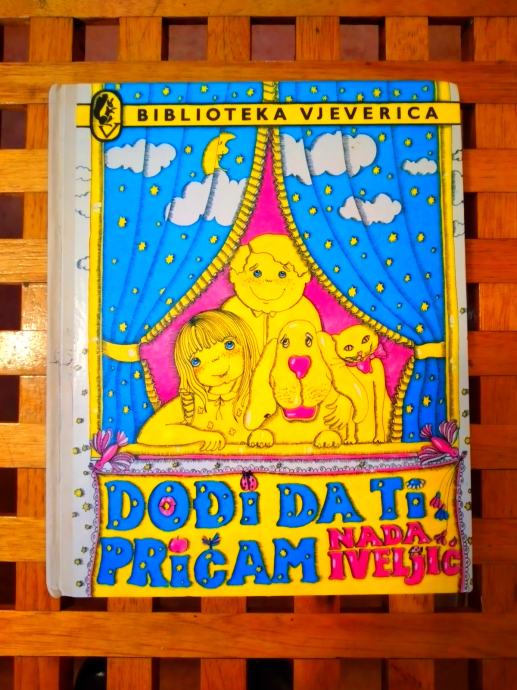 BIBLIOTEKA VJEVERICA
DOĐI DA TI
PRIČAM
NADA
IVELJIĆ